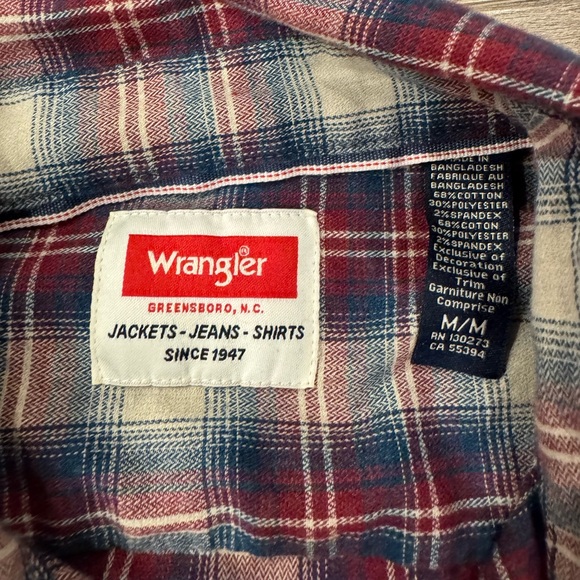 Wrangler®
GREENSBORO, N.C.
JACKETS - JEANS - SHIRTS
SINCE 1947
MADE IN
BANGLADESH
FABRIQUE AU
BANGLADESH
68%COTTON
30%POLYESTER
2%SPANDEX
68%COTON
30%POLYESTER
2%SPANDEX
Exclusive of
Decoration
Exclusive of
Trim
Garniture Non
Comprise
M/M
RN 130273
CA 55394